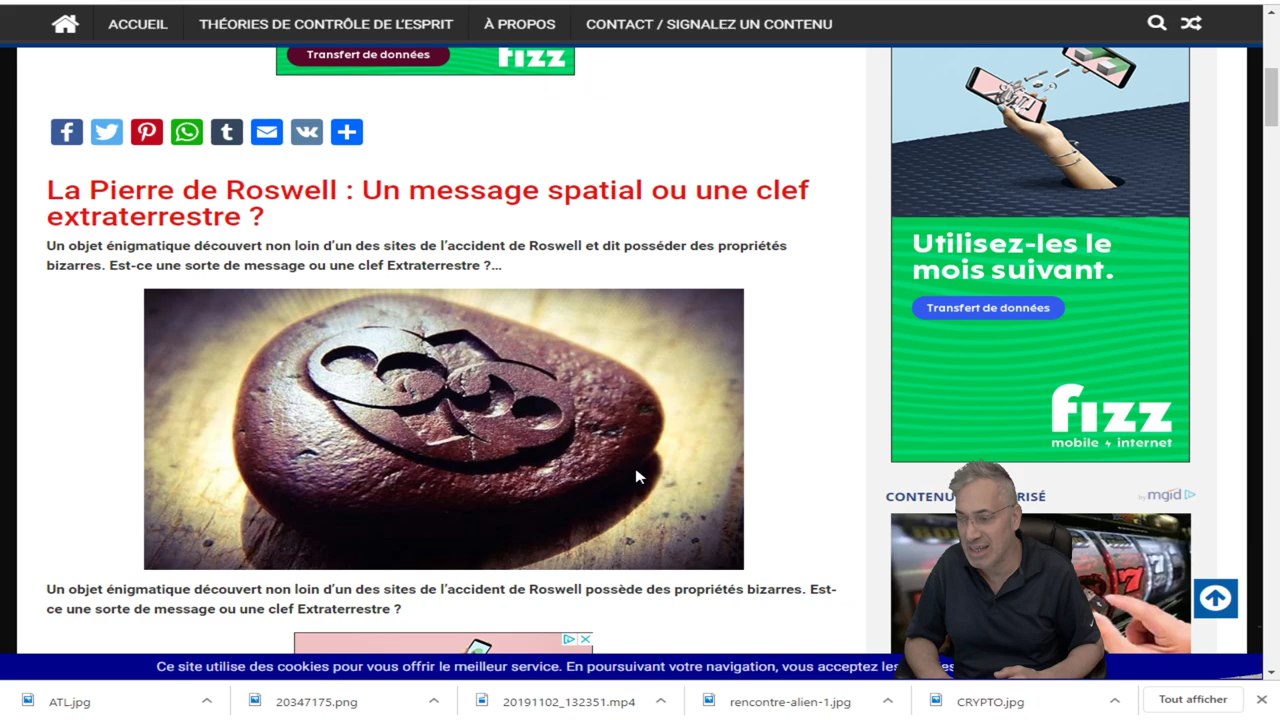 ACCUEIL
THÉORIES DE CONTRÔLE DE L'ESPRIT
À PROPOS
CONTACT / SIGNALEZ UN CONTENU
Transfert de données
fizz
La Pierre de Roswell : Un message spatial ou une clef
extraterrestre ?
Un objet énigmatique découvert non loin d'un des sites de l'accident de Roswell et dit posséder des propriétés
bizarres. Est-ce une sorte de message ou une clef Extraterrestre ?...
Un objet énigmatique découvert non loin d'un des sites de l'accident de Roswell possède des propriétés bizarres. Est-
ce une sorte de message ou une clef Extraterrestre ?
Utilisez-les le
mois suivant.
Transfert de données
fizz
mobile internet
by mgid
7
Ce site utilise des cookies pour vous offrir le meilleur service. En poursuivant votre navigation, vous acceptez
ATL.jpg
20347175.png
20191102_132351.mp4
rencontre-alien-1.jpg
CRYPTO.jpg
Tout afficher